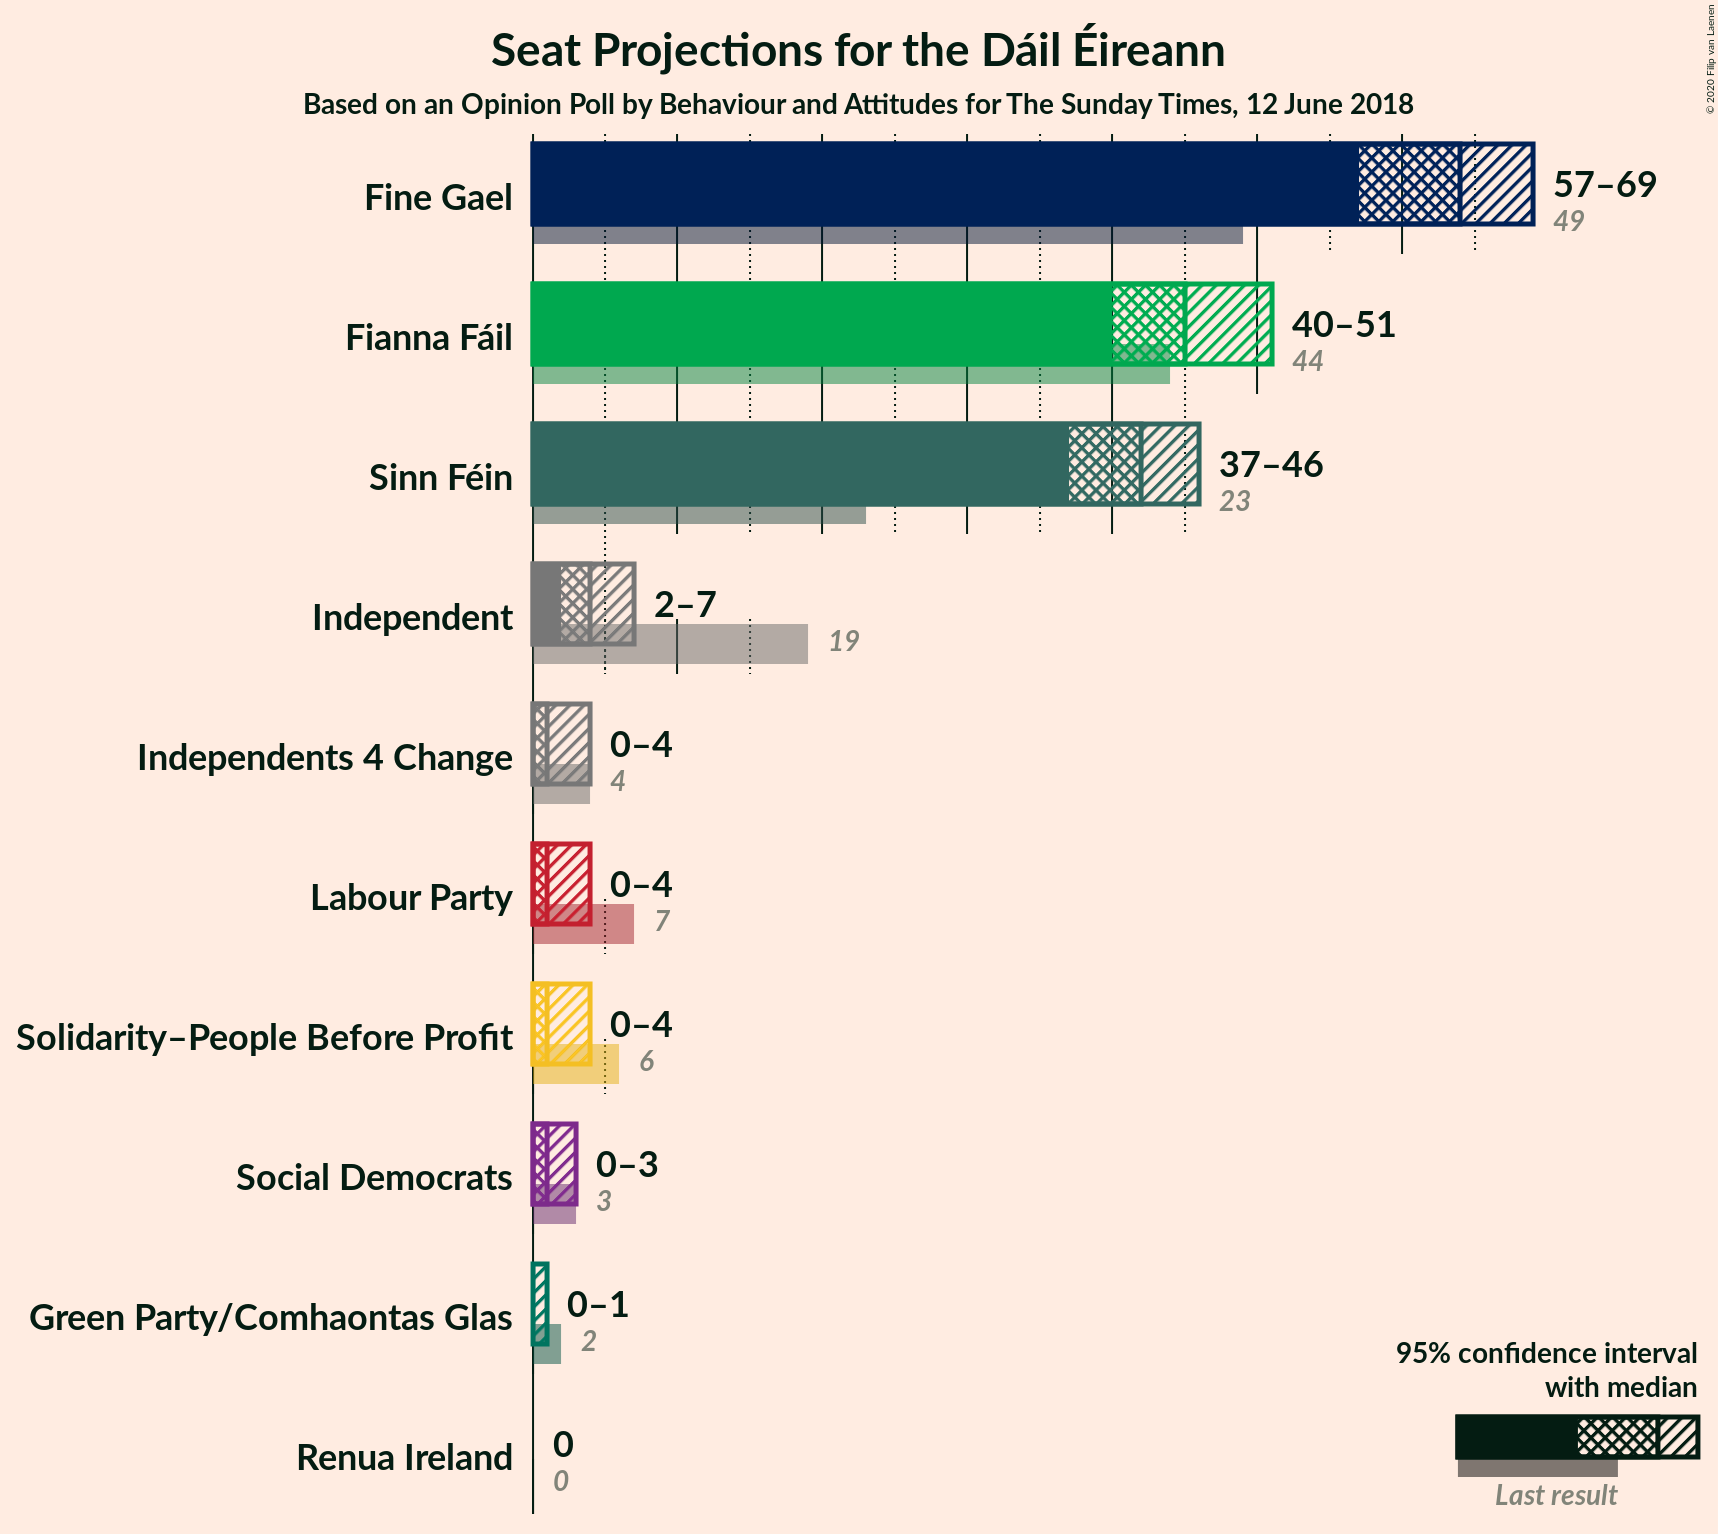 Seat Projections for the Dáil Éireann
Based on an Opinion Poll by Behaviour and Attitudes for The Sunday Times, 12 June 2018
© 2020 Filip van Laenen
Fine Gael
57–69
49
Fianna Fáil
40–51
44
Sinn Féin
37–46
23
Independent
2–7
19
Independents 4 Change
0–4
4
Labour Party
0–4
7
Solidarity–People Before Profit
0–4
6
Social Democrats
0–3
3
Green Party/Comhaontas Glas
0–1
2
Renua Ireland
0
0
95% confidence interval
with median
Last result